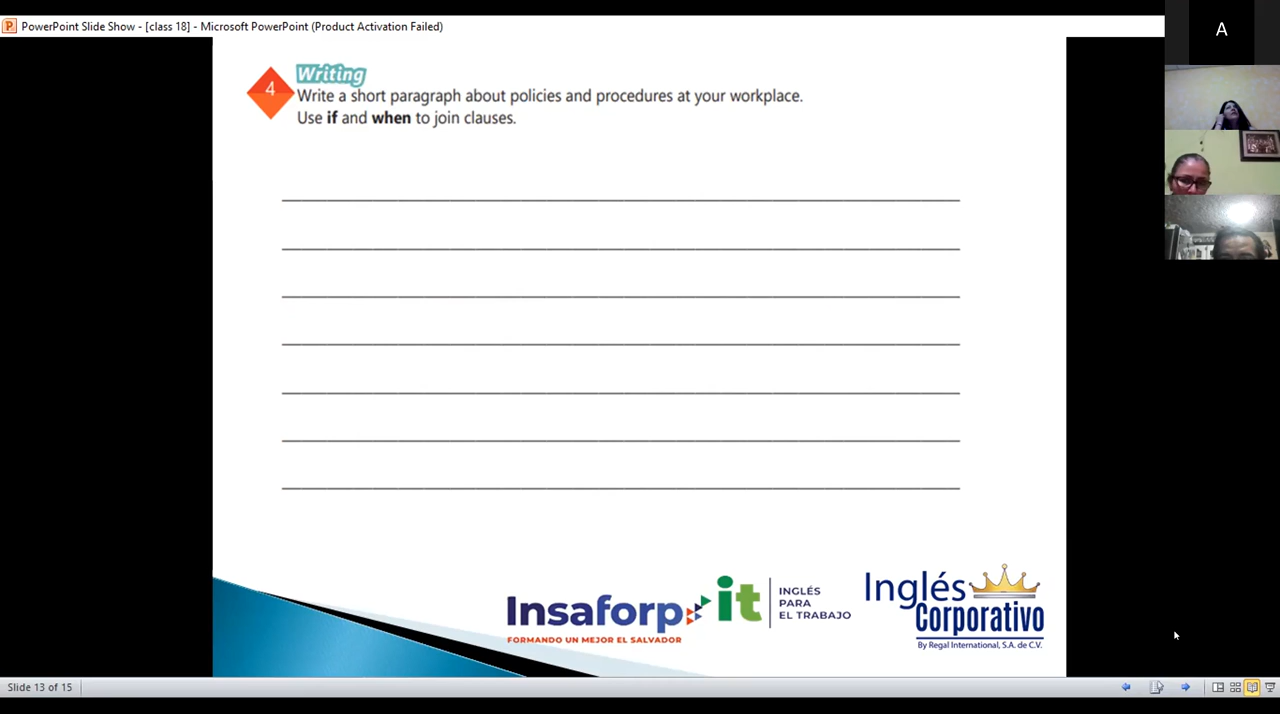 PowerPoint Slide Show - [class 18] - Microsoft PowerPoint (Product Activation Failed)
A
Writing
4
Write a short paragraph about policies and procedures at your workplace.
Use if and when to join clauses.
Insaforp
FORMANDO UN MEJOR EL SALVADOR
it
INGLÉS
PARA
EL TRABAJO
Inglés
Corporativo
By Regal International, S.A. de C.V.
Slide 13 of 15